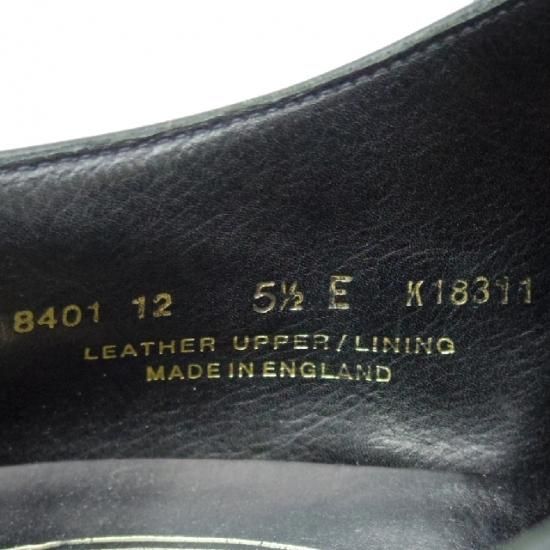 8401 12 5½ E K18311
LEATHER UPPER/LINING
MADE IN ENGLAND